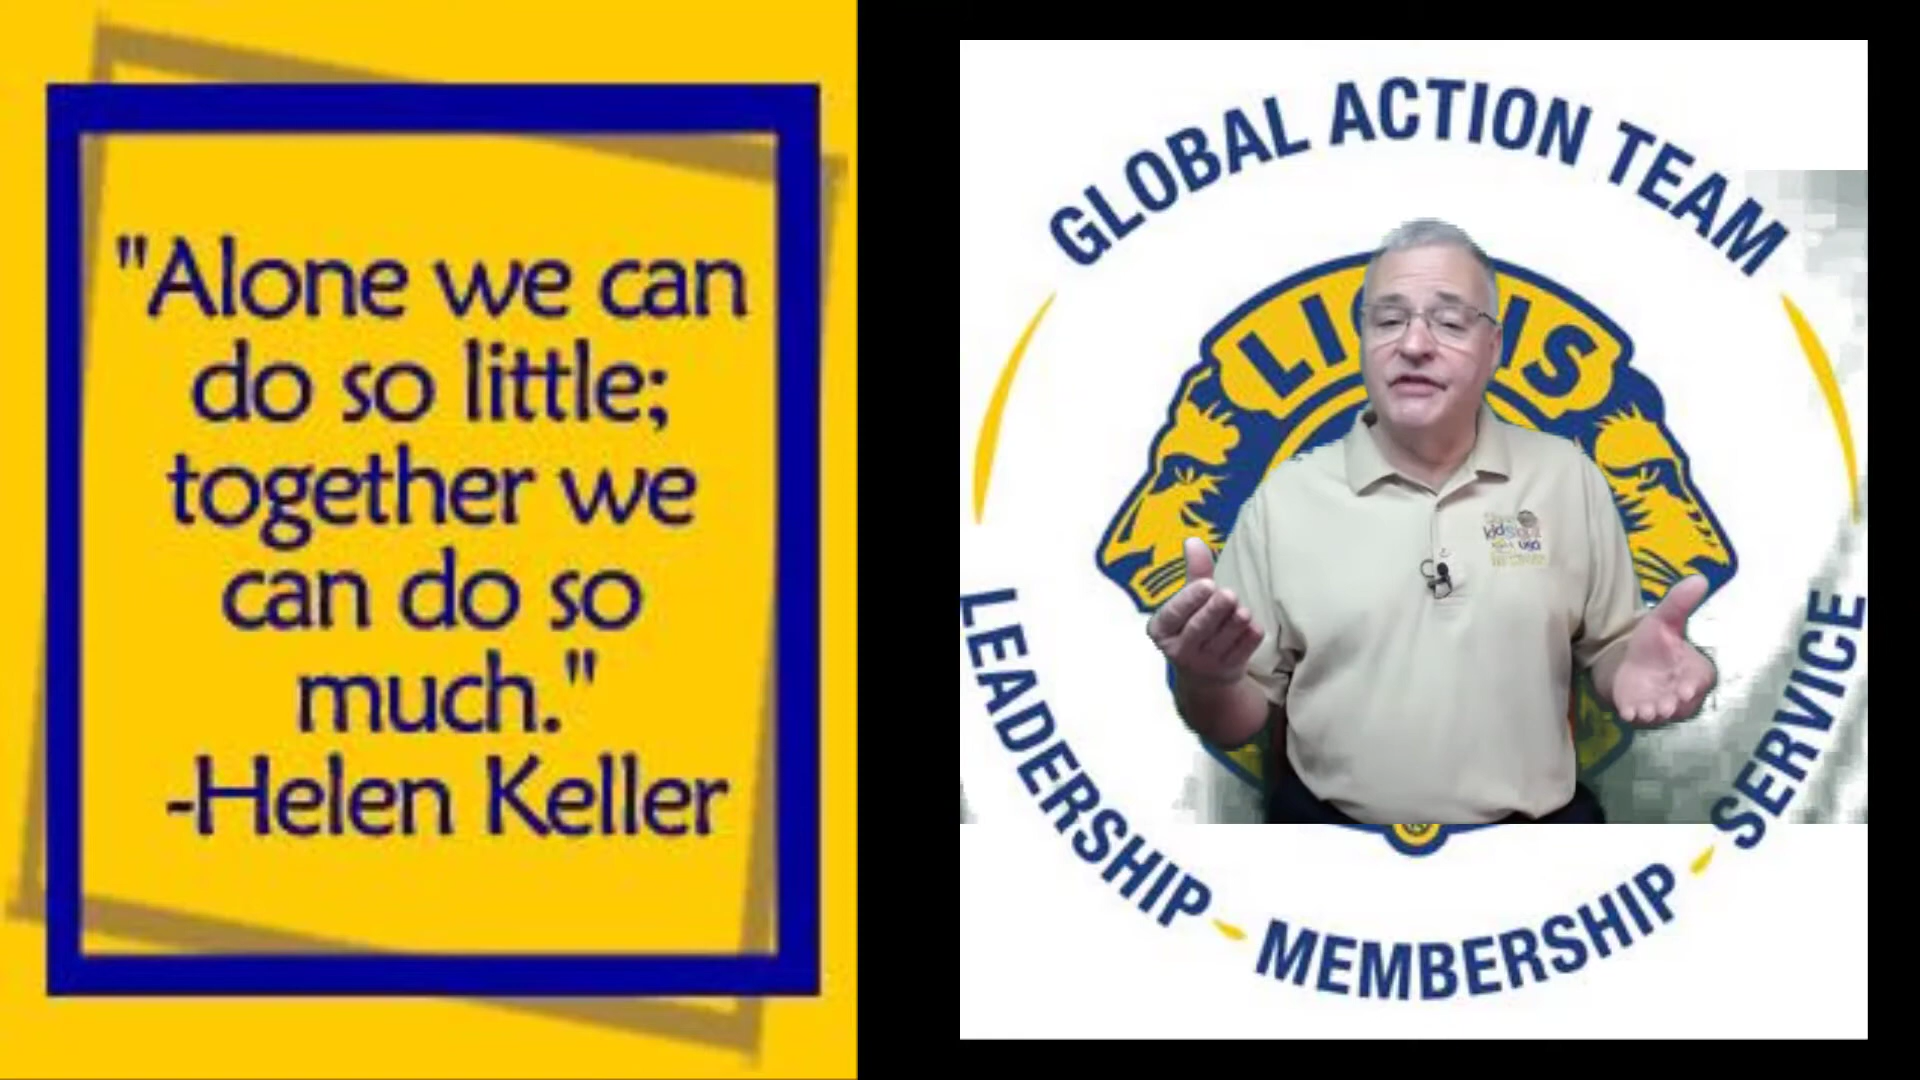 "Alone we can
do so little;
together we
can do so
much."
-Helen Keller
GLOBAL ACTION TEAM
LEADERSHIP - MEMBERSHIP - SERVICE